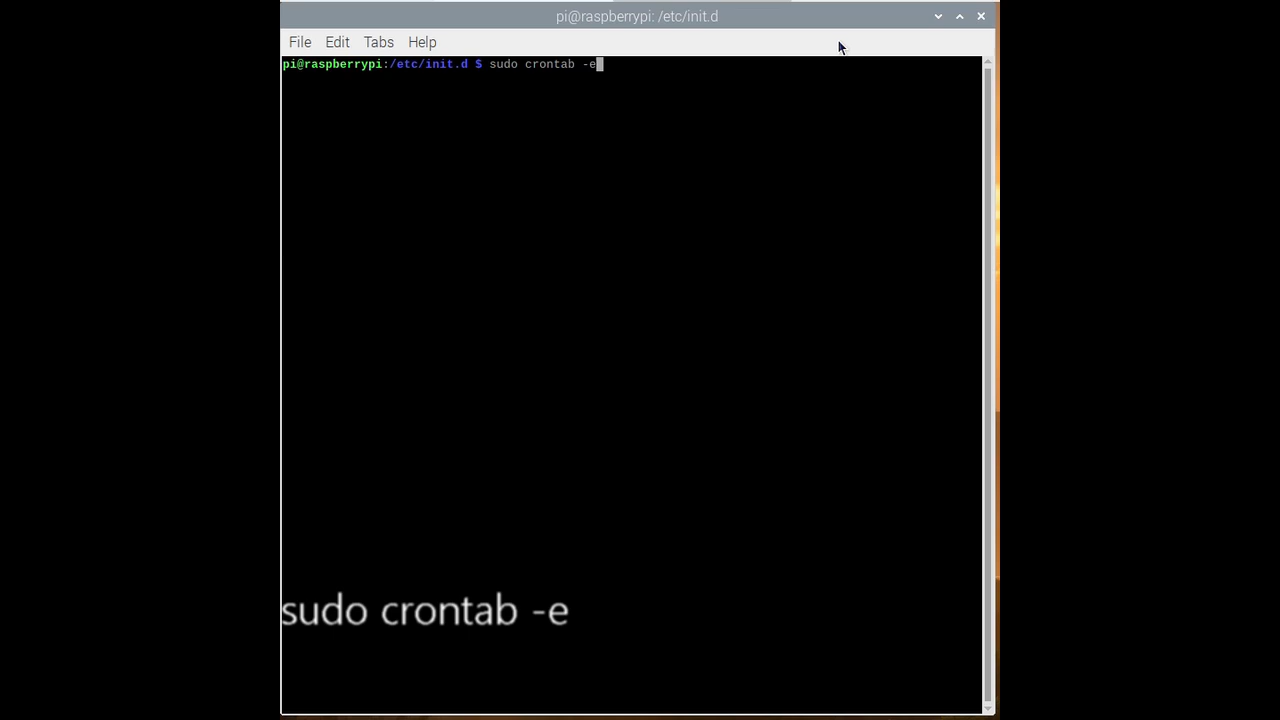 pi@raspberrypi: /etc/init.d
File Edit Tabs Help
pi@raspberrypi:/etc/init.d $ sudo crontab -e
sudo crontab -e